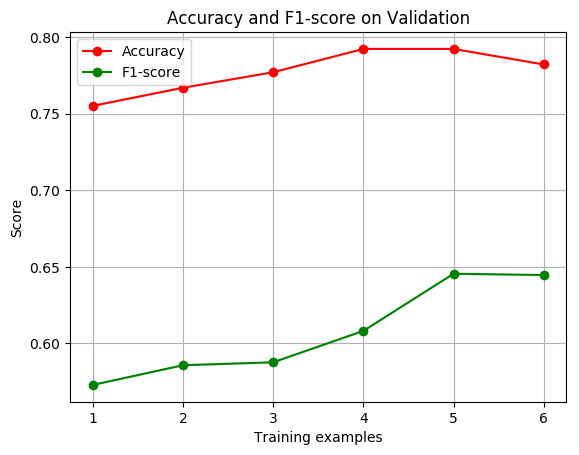 Accuracy and F1-score on Validation
Accuracy
F1-score
0.80
0.75
0.70
0.65
0.60
Score
1 2 3 4 5 6
Training examples